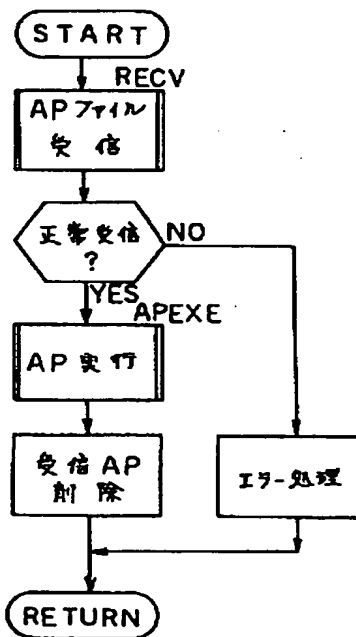 START
RECV
APファイル
受信
正常受信
?
NO
YES
APEXE
AP実行
受信AP
削除
エラー処理
RETURN